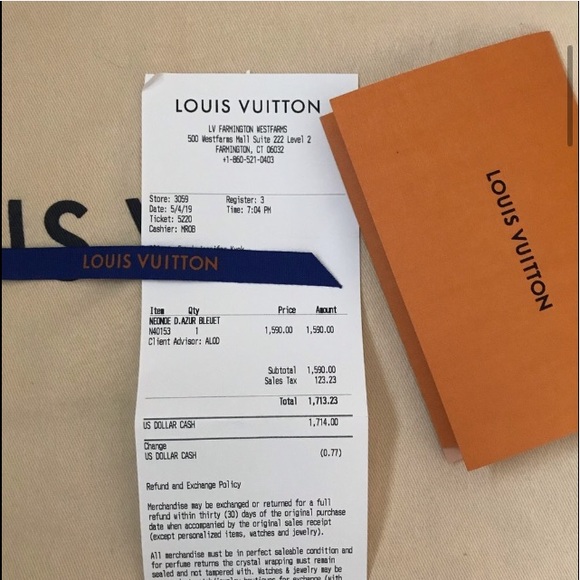 LOUIS VUITTON
LV FARMINGTON WESTFARMS
500 Westfarms Mall Suite 222 Level 2
FARMINGTON, CT 06032
+1-860-521-0403
Store: 3059 Register: 3
Date: 5/4/19 Time: 7:04 PM
Ticket: 5220
Cashier: MROB
IS V
LOUIS VUITTON
Item Qty Price Amount
NEONOE D.AZUR BLEUET
N40153 1 1,590.00 1,590.00
Client Advisor: ALOD
Subtotal 1,590.00
Sales Tax 123.23
Total 1,713.23
US DOLLAR CASH 1,714.00
Change
US DOLLAR CASH (0.77)
Refund and Exchange Policy
Merchandise may be exchanged or returned for a full
refund within thirty (30) days of the original purchase
date when accompanied by the original sales receipt
(except personalized items, watches and jewelry).
All merchandise must be in perfect saleable condition and
for perfume returns the crystal wrapping must remain
sealed and not tampered with. Watches & jewelry may be
exchange (with
LOUIS VUITTON